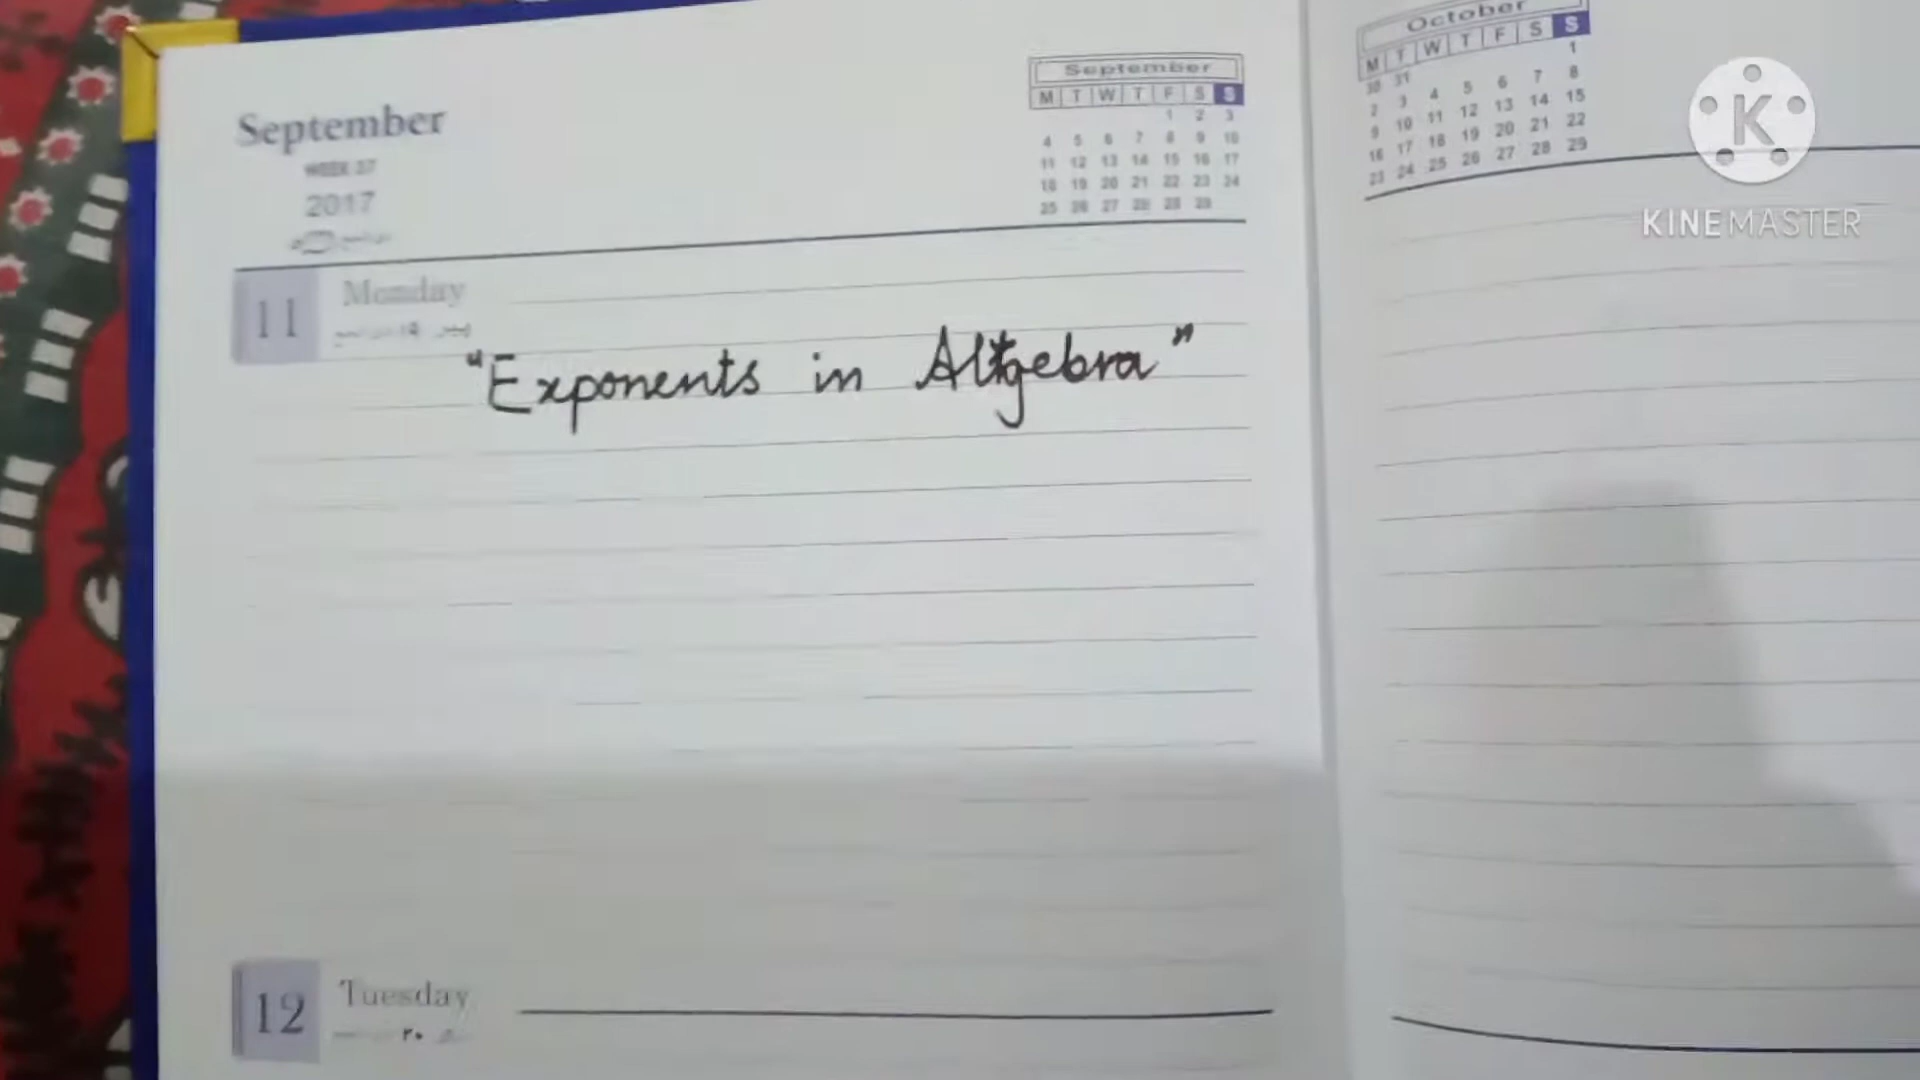 September
WEEK 37
2017
September
M T W T F S S
1 2 3
4 5 6 7 8 9 10
11 12 13 14 15 16 17
18 19 20 21 22 23 24
25 26 27 28 29
11 Monday
"Exponents in Algebra"
12 Tuesday
October
M T W T F S S
30 31 1
2 3 4 5 6 7 8
9 10 11 12 13 14 15
16 17 18 19 20 21 22
23 24 25 26 27 28 29
K
KINEMASTER